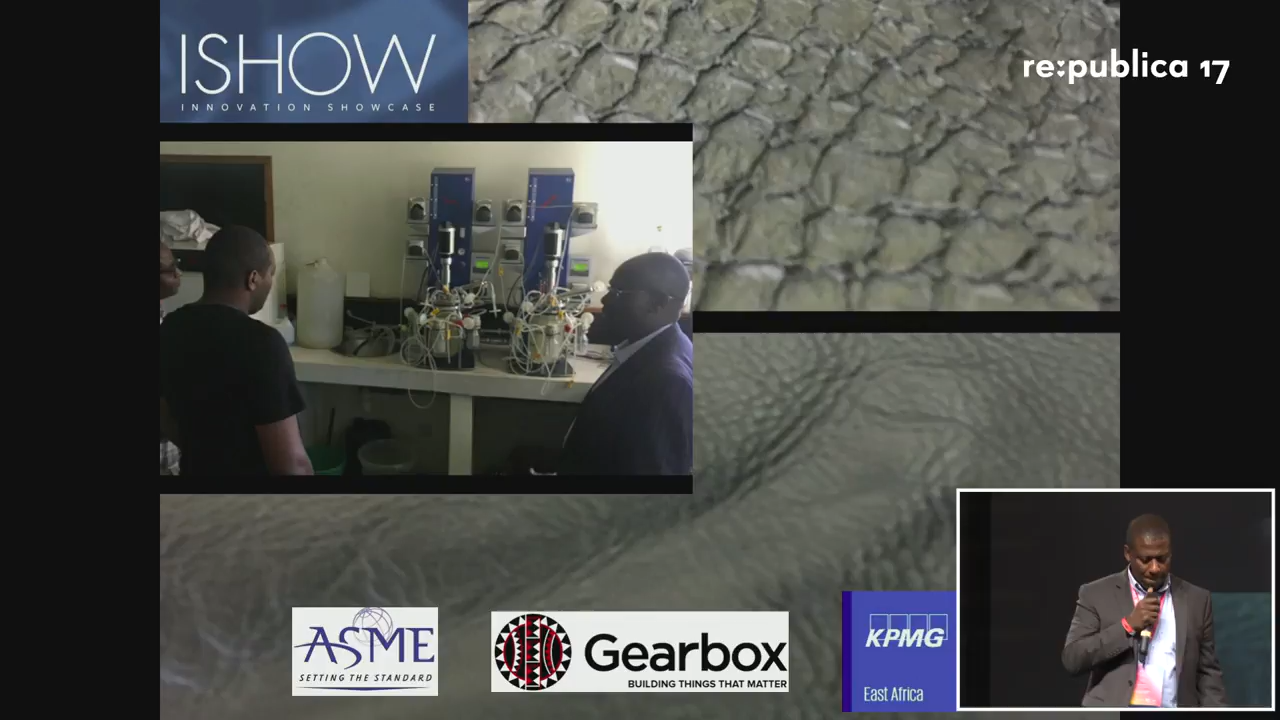 ISHOW
INNOVATION SHOWCASE
re:publica 17
ASME
SETTING THE STANDARD
Gearbox
BUILDING THINGS THAT MATTER
KPMG
East Africa